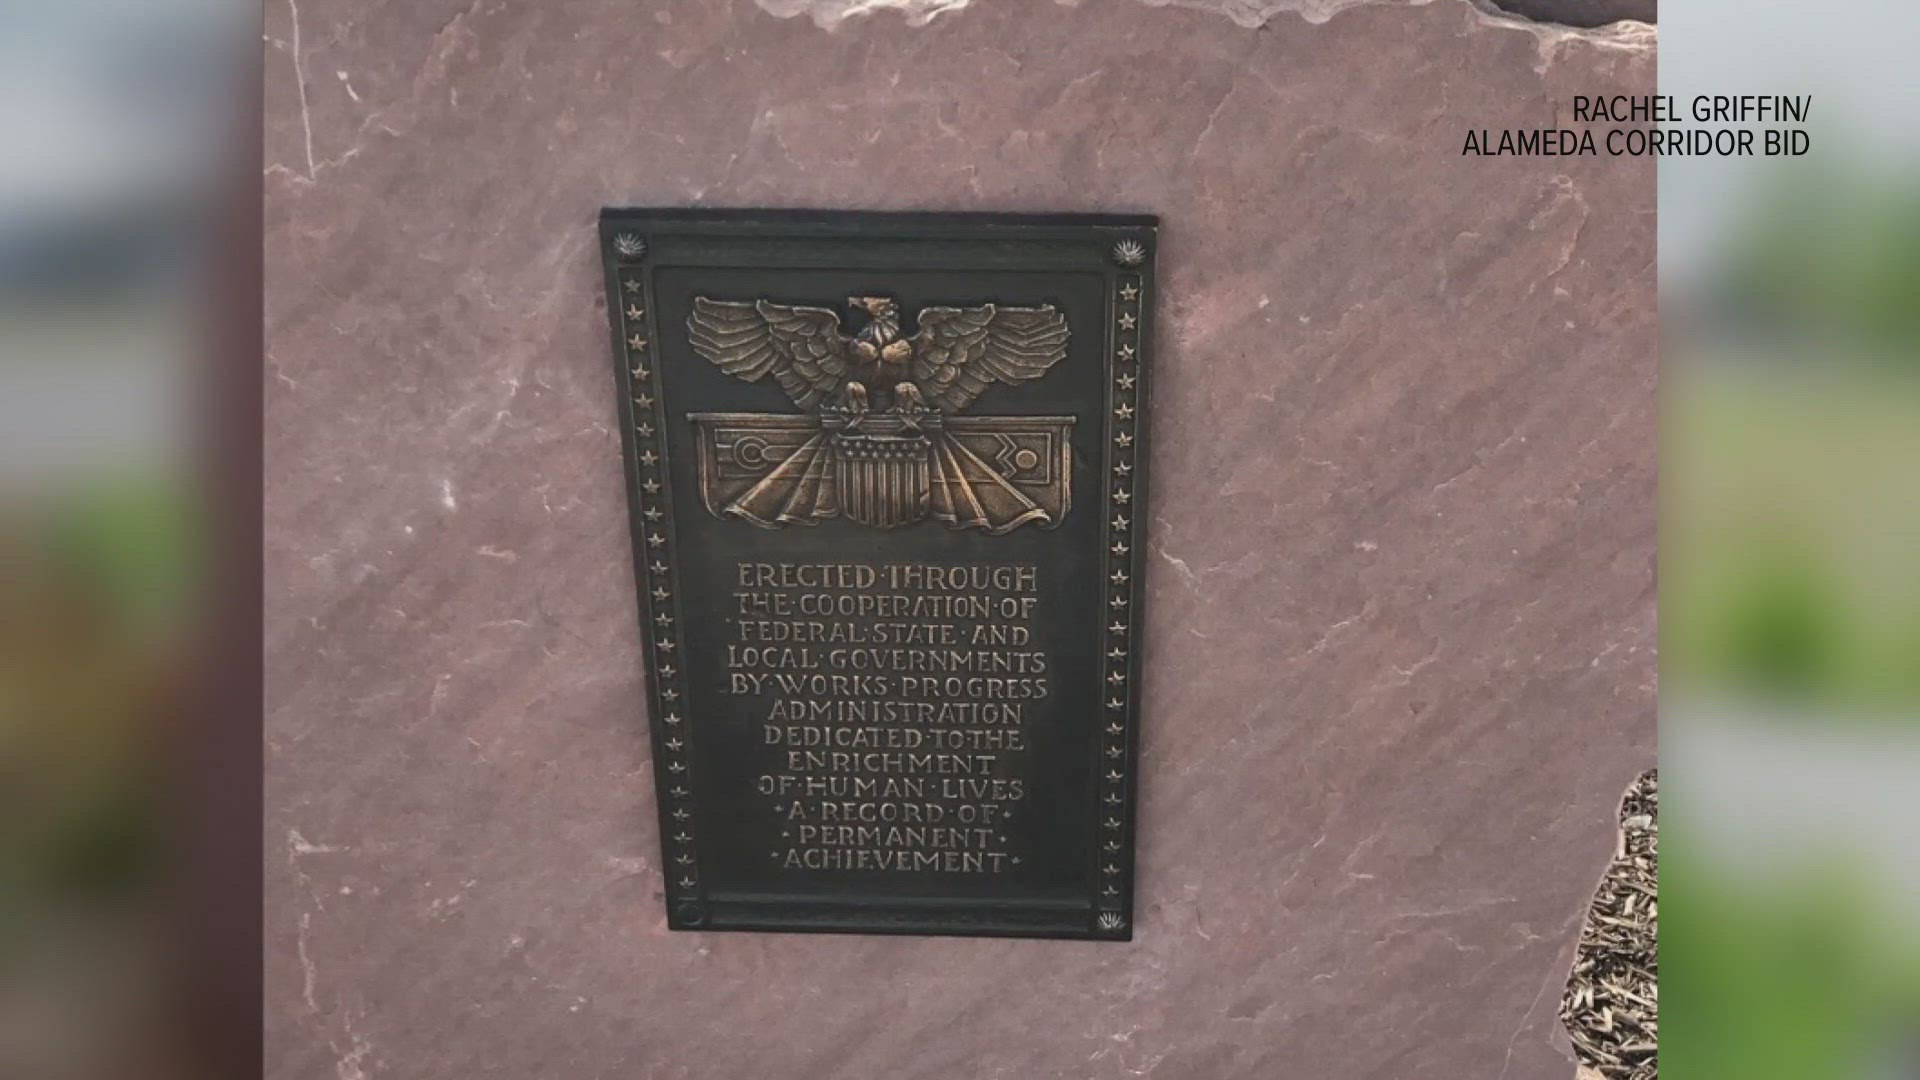 RACHEL GRIFFIN/
ALAMEDA CORRIDOR BID
ERECTED·THROUGH
THE·COOPERATION·OF
FEDERAL·STATE·AND
LOCAL·GOVERNMENTS
BY·WORKS·PROGRESS
ADMINISTRATION
DEDICATED·TO·THE
ENRICHMENT
OF·HUMAN·LIVES
·A·RECORD·OF·
·PERMANENT·
·ACHIEVEMENT·